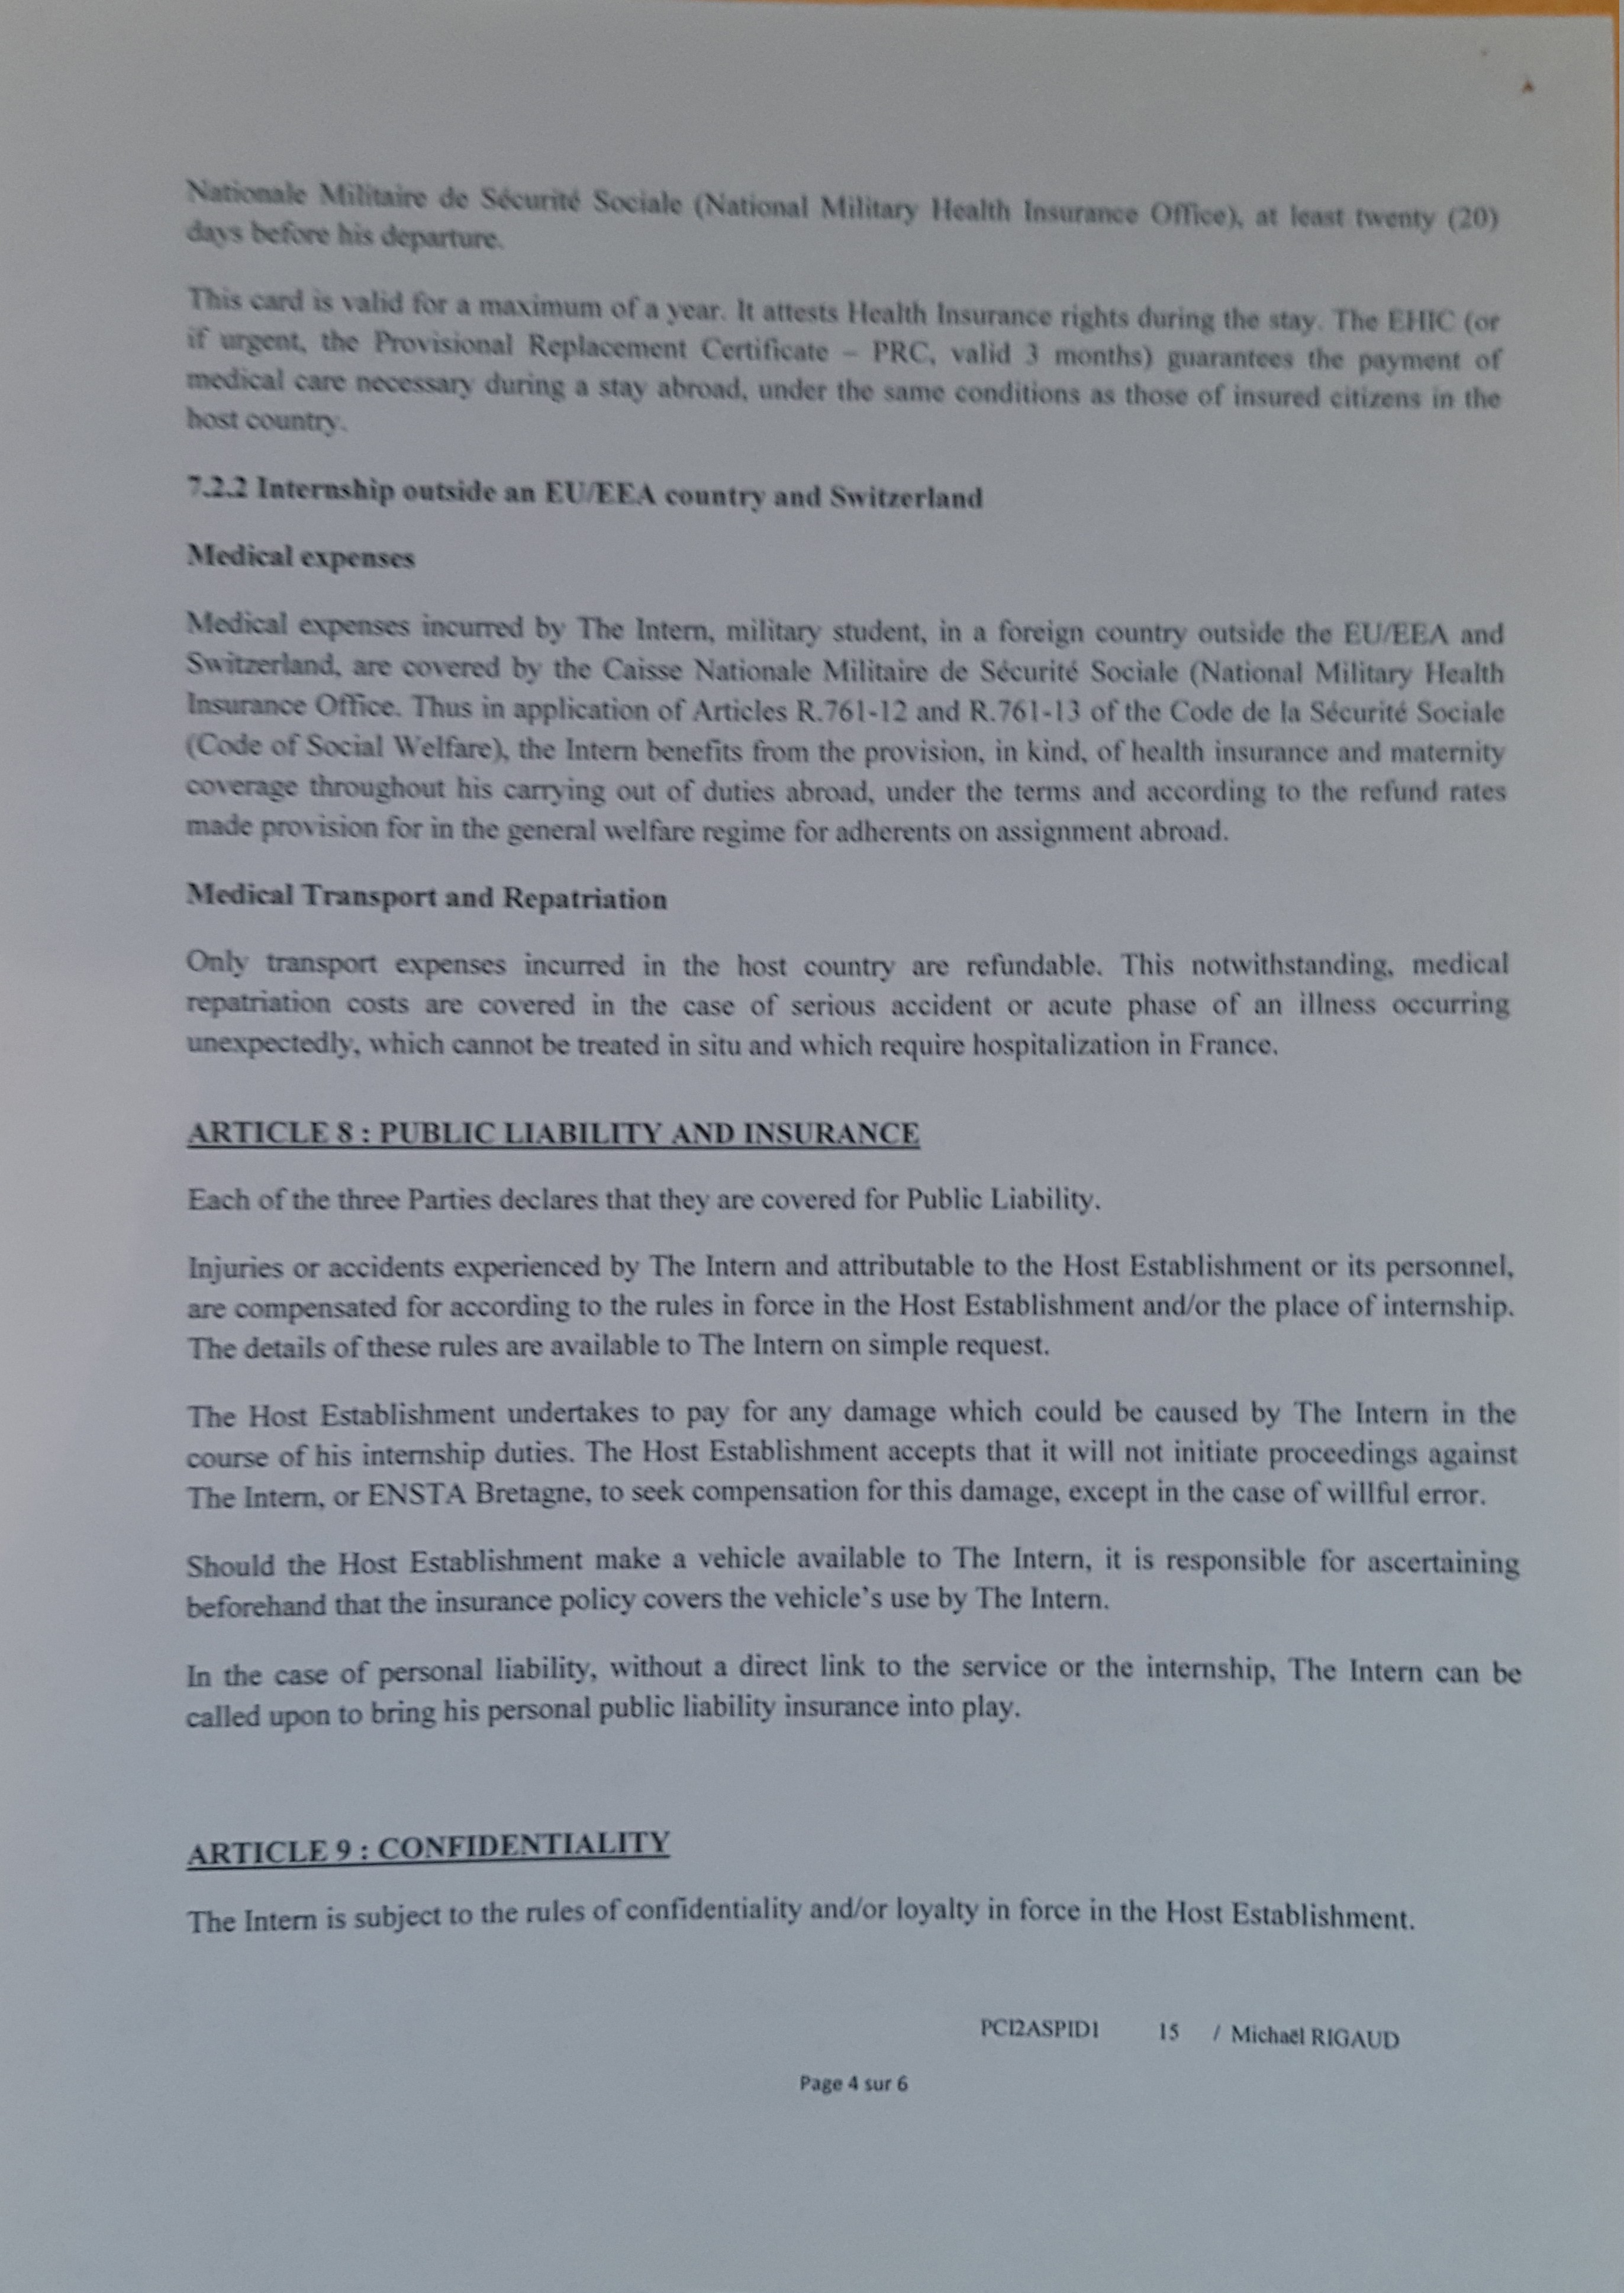 Nationale Militaire de Sécurité Sociale (National Military Health Insurance Office), at least twenty (20)
days before his departure.
This card is valid for a maximum of a year. It attests Health Insurance rights during the stay. The EHIC (or
if urgent, the Provisional Replacement Certificate – PRC, valid 3 months) guarantees the payment of
medical care necessary during a stay abroad, under the same conditions as those of insured citizens in the
host country.
7.2.2 Internship outside an EU/EEA country and Switzerland
Medical expenses
Medical expenses incurred by The Intern, military student, in a foreign country outside the EU/EEA and
Switzerland, are covered by the Caisse Nationale Militaire de Sécurité Sociale (National Military Health
Insurance Office. Thus in application of Articles R.761-12 and R.761-13 of the Code de la Sécurité Sociale
(Code of Social Welfare), the Intern benefits from the provision, in kind, of health insurance and maternity
coverage throughout his carrying out of duties abroad, under the terms and according to the refund rates
made provision for in the general welfare regime for adherents on assignment abroad.
Medical Transport and Repatriation
Only transport expenses incurred in the host country are refundable. This notwithstanding, medical
repatriation costs are covered in the case of serious accident or acute phase of an illness occurring
unexpectedly, which cannot be treated in situ and which require hospitalization in France.
ARTICLE 8 : PUBLIC LIABILITY AND INSURANCE
Each of the three Parties declares that they are covered for Public Liability.
Injuries or accidents experienced by The Intern and attributable to the Host Establishment or its personnel,
are compensated for according to the rules in force in the Host Establishment and/or the place of internship.
The details of these rules are available to The Intern on simple request.
The Host Establishment undertakes to pay for any damage which could be caused by The Intern in the
course of his internship duties. The Host Establishment accepts that it will not initiate proceedings against
The Intern, or ENSTA Bretagne, to seek compensation for this damage, except in the case of willful error.
Should the Host Establishment make a vehicle available to The Intern, it is responsible for ascertaining
beforehand that the insurance policy covers the vehicle's use by The Intern.
In the case of personal liability, without a direct link to the service or the internship, The Intern can be
called upon to bring his personal public liability insurance into play.
ARTICLE 9 : CONFIDENTIALITY
The Intern is subject to the rules of confidentiality and/or loyalty in force in the Host Establishment.
PCI2ASPID1 15 / Michael RIGAUD
Page 4 sur 6